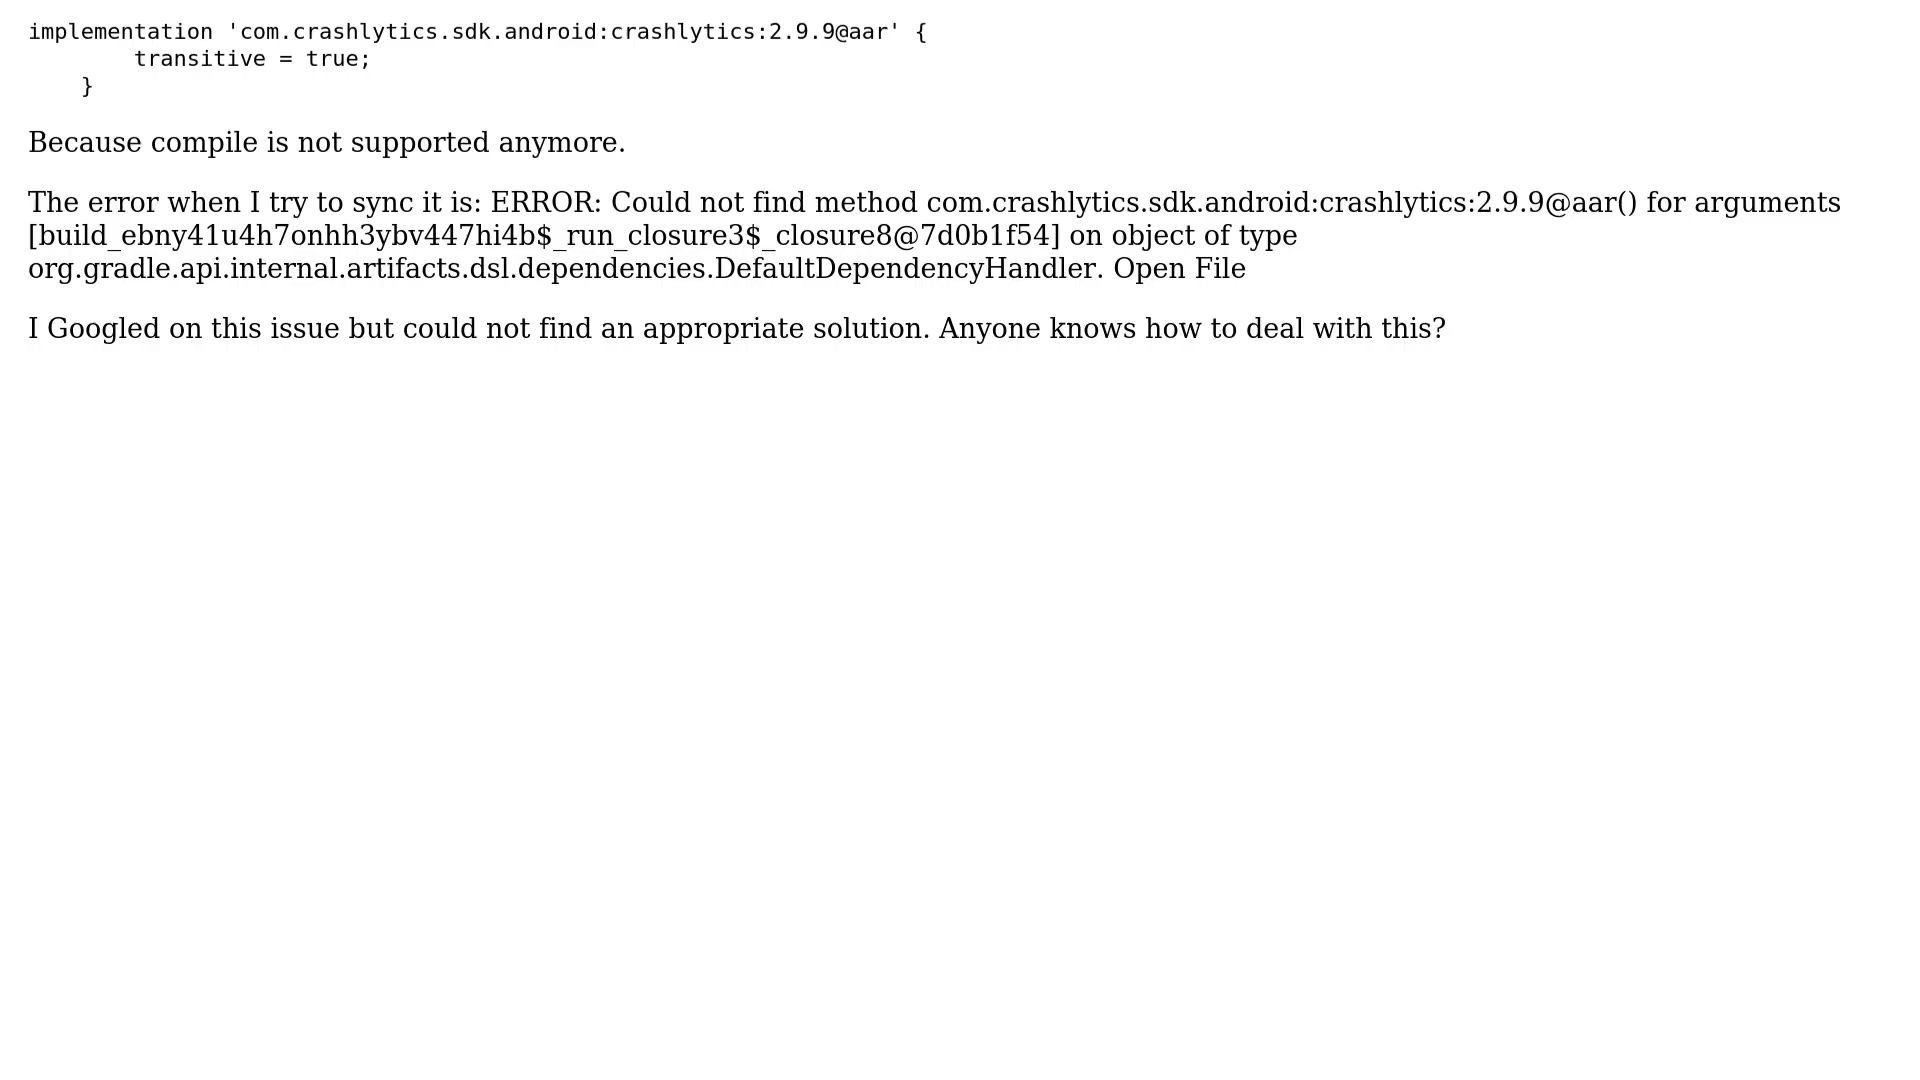 implementation 'com.crashlytics.sdk.android:crashlytics:2.9.9@aar' {
        transitive = true;
    }
Because compile is not supported anymore.
The error when I try to sync it is: ERROR: Could not find method com.crashlytics.sdk.android:crashlytics:2.9.9@aar() for arguments
[build_ebny41u4h7onhh3ybv447hi4b$_run_closure3$_closure8@7d0b1f54] on object of type
org.gradle.api.internal.artifacts.dsl.dependencies.DefaultDependencyHandler. Open File
I Googled on this issue but could not find an appropriate solution. Anyone knows how to deal with this?